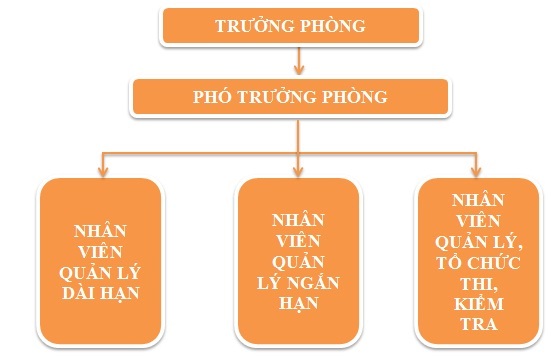 TRƯỞNG PHÒNG
PHÓ TRƯỞNG PHÒNG
NHÂN
VIÊN
QUẢN LÝ
DÀI HẠN
NHÂN
VIÊN
QUẢN
LÝ NGẮN
HẠN
NHÂN
VIÊN
QUẢN LÝ,
TỔ CHỨC
THI,
KIỂM
TRA